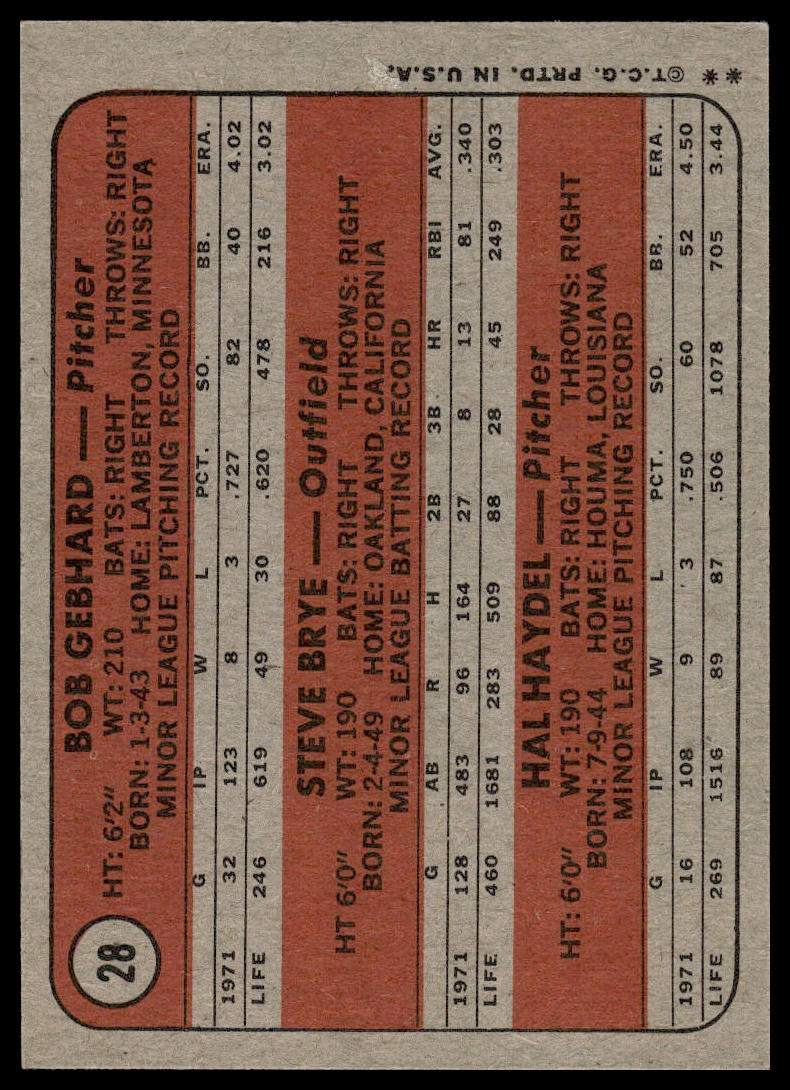 28
BOB GEBHARD — Pitcher
HT: 6'2" WT: 210 BATS: RIGHT THROWS: RIGHT
BORN: 1-3-43 HOME: LAMBERTON, MINNESOTA
MINOR LEAGUE PITCHING RECORD
G IP W L PCT. SO. BB. ERA.
1971 32 123 8 3 .727 82 40 4.02
LIFE 246 619 49 30 .620 478 216 3.02
STEVE BRYE — Outfield
HT 6'0" WT: 190 BATS: RIGHT THROWS: RIGHT
BORN: 2-4-49 HOME: OAKLAND, CALIFORNIA
MINOR LEAGUE BATTING RECORD
G AB R H 2B 3B HR RBI AVG.
1971 128 483 96 164 27 8 13 81 .340
LIFE 460 1681 283 509 88 28 45 249 .303
HAL HAYDEL — Pitcher
HT: 6'0" WT: 190 BATS: RIGHT THROWS: RIGHT
BORN: 7-9-44 HOME: HOUMA, LOUISIANA
MINOR LEAGUE PITCHING RECORD
G IP W L PCT. SO. BB. ERA.
1971 16 108 9 3 .750 60 52 4.50
LIFE 269 1516 89 87 .506 1078 705 3.44
** ©T.C.G. PRTD. IN U.S.A.